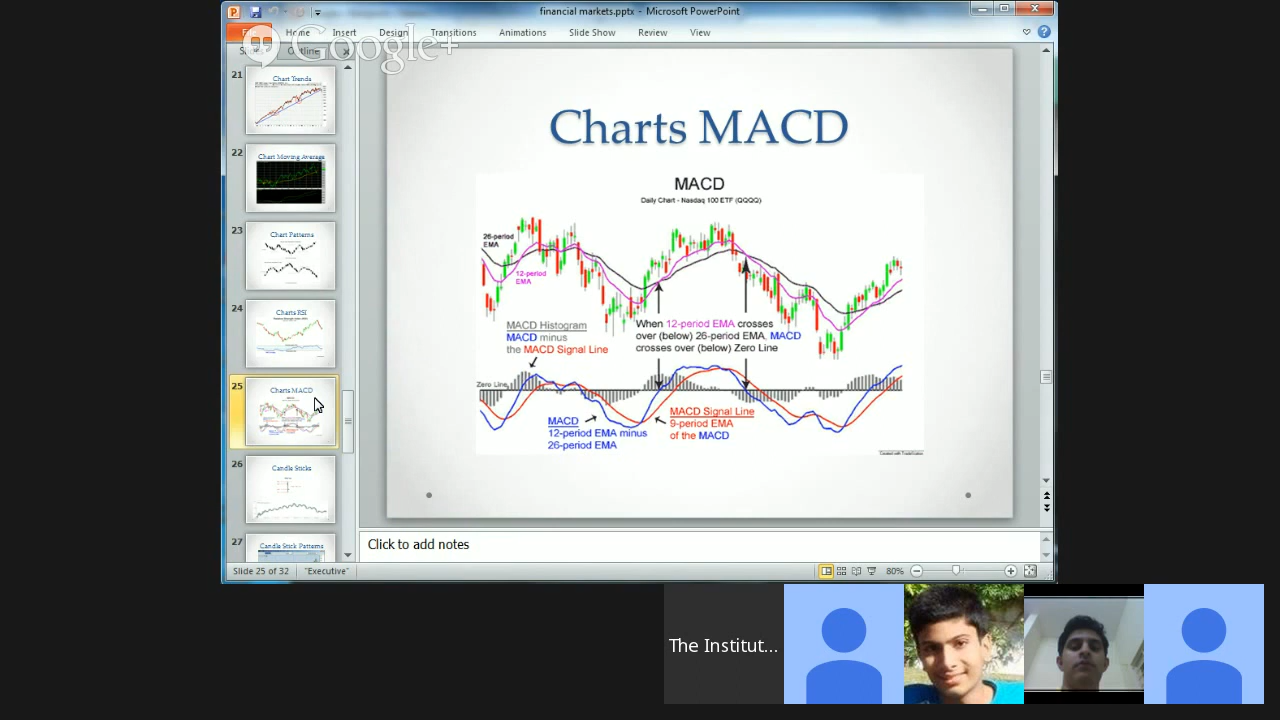 financial markets.pptx - Microsoft PowerPoint
Home Insert Design Transitions Animations Slide Show Review View
Google+
Outline
21
Chart Trends
22
Chart Moving Average
23
Chart Patterns
24
Charts RSI
25
Charts MACD
26
Candle Sticks
27
Candle Stick Patterns
Charts MACD
MACD
Daily Chart - Nasdaq 100 ETF (QQQQ)
26-period
EMA
12-period
EMA
MACD Histogram
MACD minus
the MACD Signal Line
When 12-period EMA crosses
over (below) 26-period EMA, MACD
crosses over (below) Zero Line
Zero Line
MACD
12-period EMA minus
26-period EMA
MACD Signal Line
9-period EMA
of the MACD
Click to add notes
Slide 25 of 32 "Executive" 80%
The Institut...